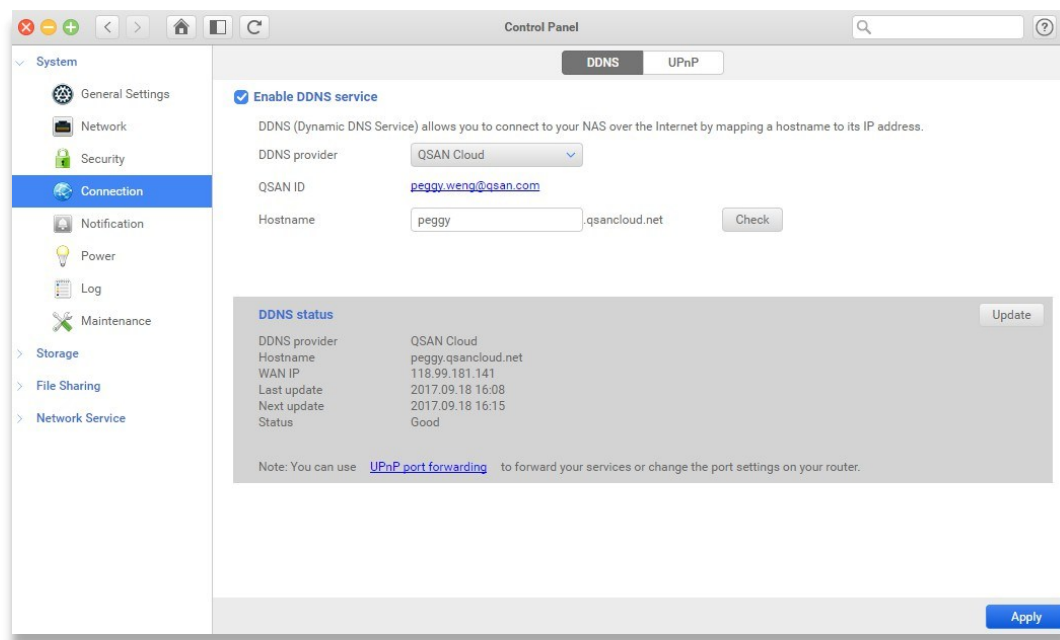 Control Panel
?
System
General Settings
Network
Security
Connection
Notification
Power
Log
Maintenance
Storage
File Sharing
Network Service
DDNS UPnP
Enable DDNS service
DDNS (Dynamic DNS Service) allows you to connect to your NAS over the Internet by mapping a hostname to its IP address.
DDNS provider QSAN Cloud
QSAN ID peggy.weng@qsan.com
Hostname peggy .qsancloud.net Check
DDNS status Update
DDNS provider QSAN Cloud
Hostname peggy.qsancloud.net
WAN IP 118.99.181.141
Last update 2017.09.18 16:08
Next update 2017.09.18 16:15
Status Good
Note: You can use UPnP port forwarding to forward your services or change the port settings on your router.
Apply